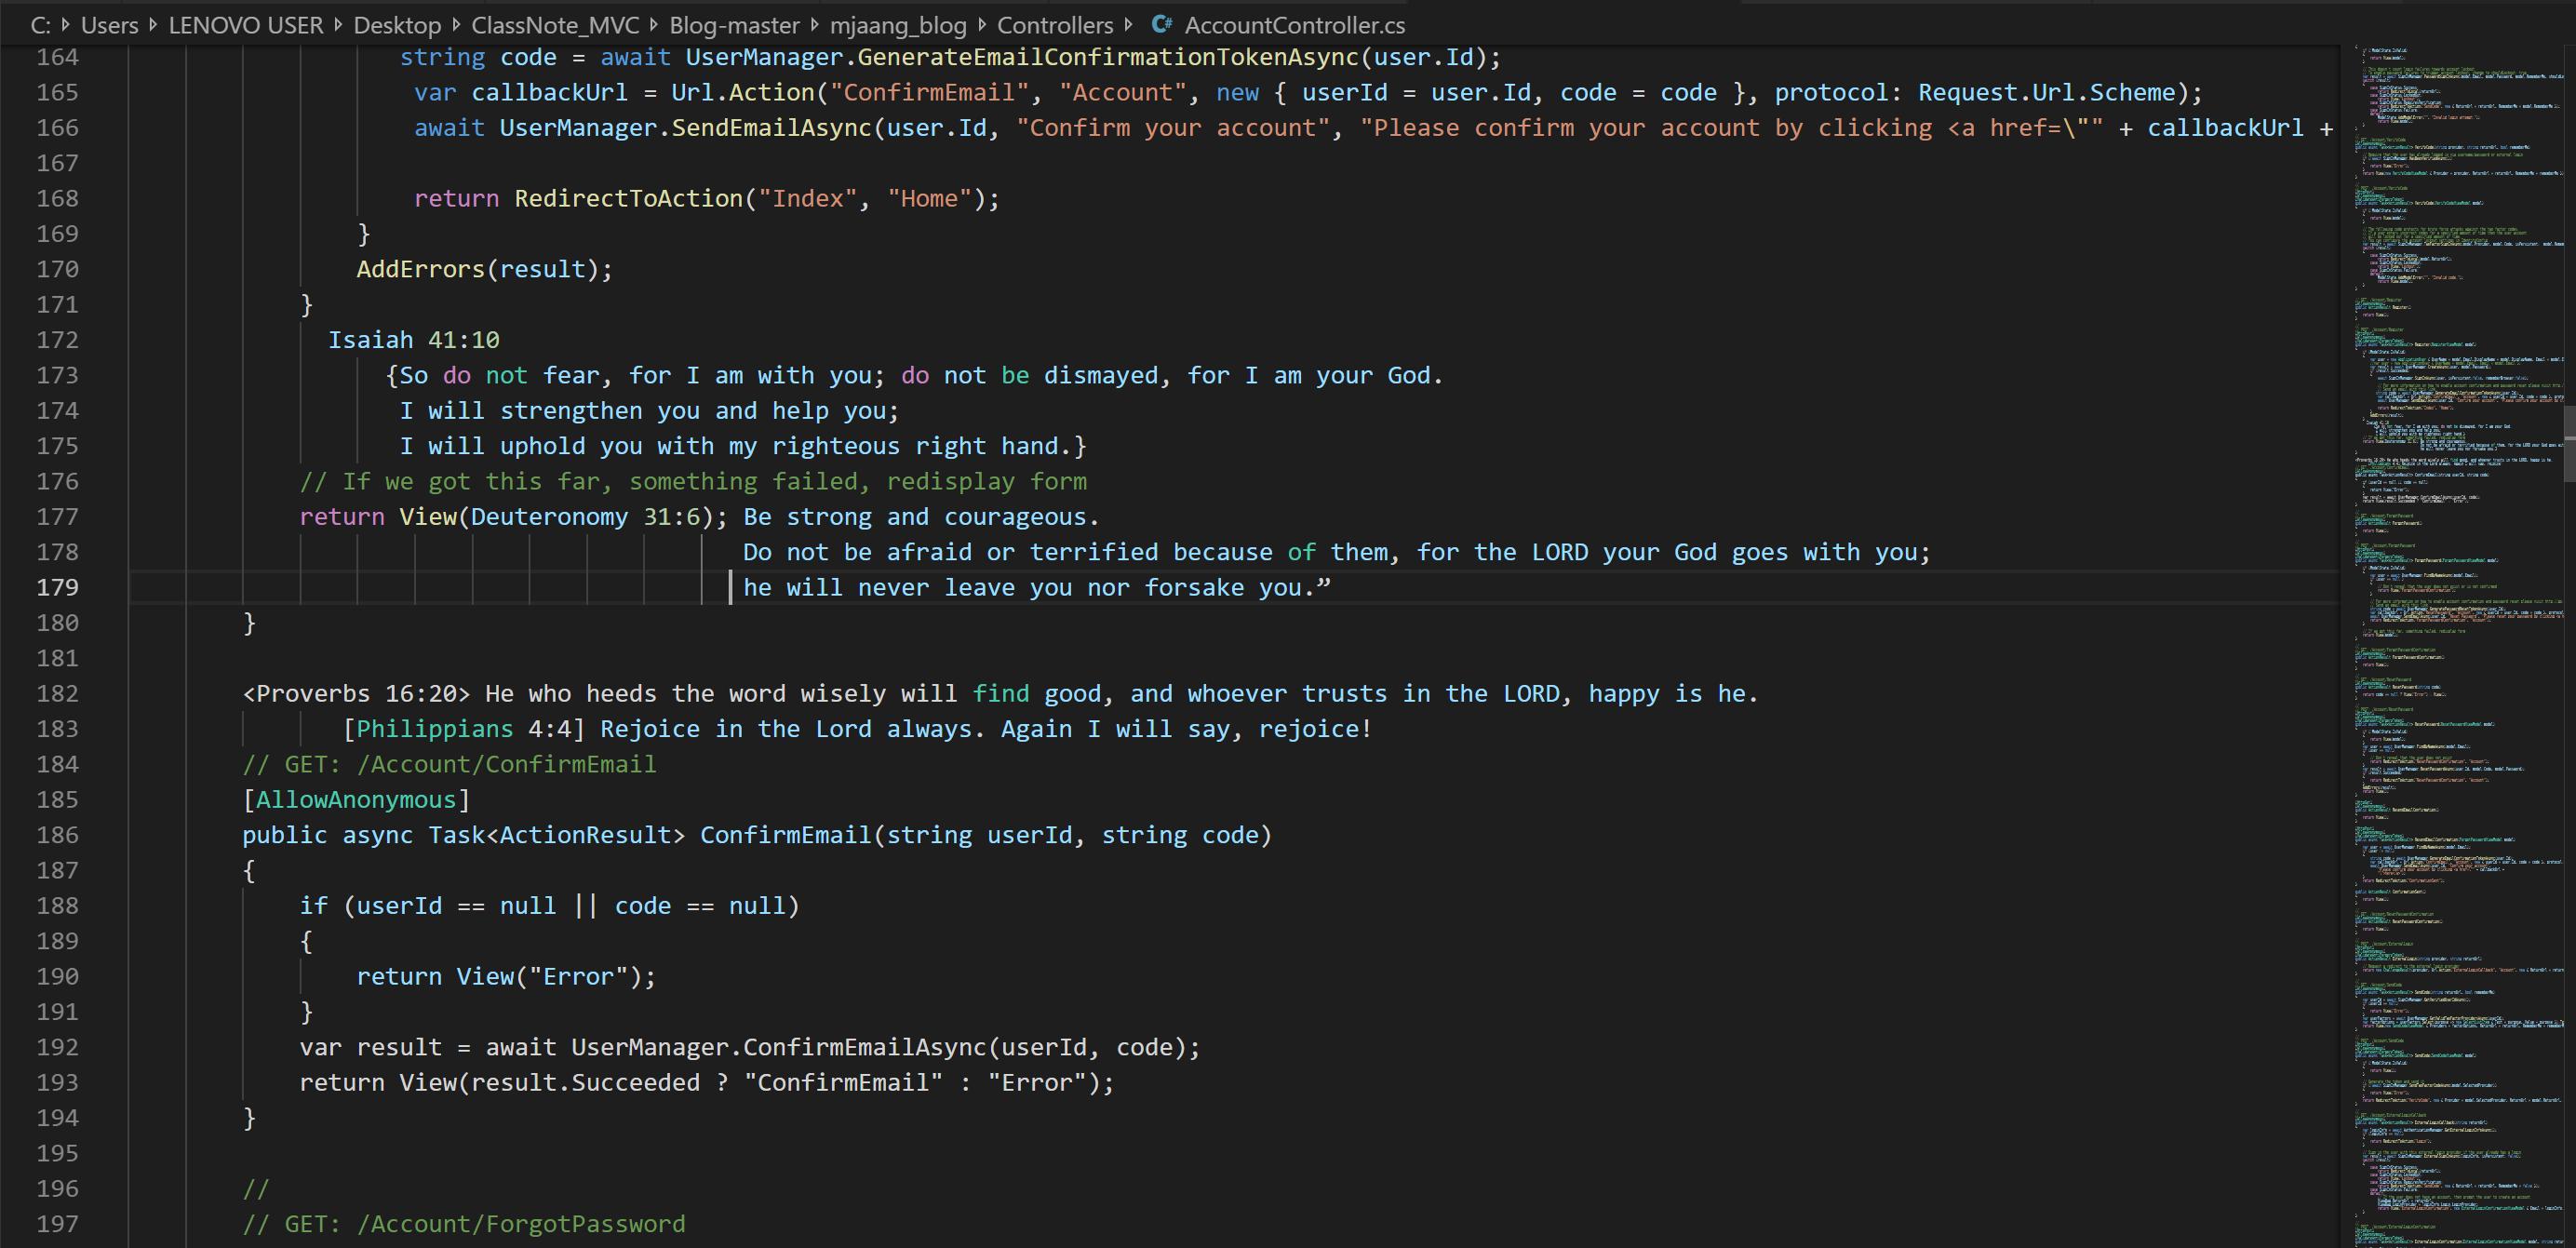 C: Users LENOVO USER Desktop ClassNote_MVC Blog-master mjaang_blog Controllers C# AccountController.cs
164 string code = await UserManager.GenerateEmailConfirmationTokenAsync(user.Id);
165 var callbackUrl = Url.Action("ConfirmEmail", "Account", new { userId = user.Id, code = code }, protocol: Request.Url.Scheme);
166 await UserManager.SendEmailAsync(user.Id, "Confirm your account", "Please confirm your account by clicking <a href=\"" + callbackUrl +
167
168 return RedirectToAction("Index", "Home");
169 }
170 AddErrors(result);
171 }
172 Isaiah 41:10
173 {So do not fear, for I am with you; do not be dismayed, for I am your God.
174 I will strengthen you and help you;
175 I will uphold you with my righteous right hand.}
176 // If we got this far, something failed, redisplay form
177 return View(Deuteronomy 31:6); Be strong and courageous.
178 Do not be afraid or terrified because of them, for the LORD your God goes with you;
179 he will never leave you nor forsake you.”
180 }
181
182 <Proverbs 16:20> He who heeds the word wisely will find good, and whoever trusts in the LORD, happy is he.
183 [Philippians 4:4] Rejoice in the Lord always. Again I will say, rejoice!
184 // GET: /Account/ConfirmEmail
185 [AllowAnonymous]
186 public async Task<ActionResult> ConfirmEmail(string userId, string code)
187 {
188 if (userId == null || code == null)
189 {
190 return View("Error");
191 }
192 var result = await UserManager.ConfirmEmailAsync(userId, code);
193 return View(result.Succeeded ? "ConfirmEmail" : "Error");
194 }
195
196 //
197 // GET: /Account/ForgotPassword